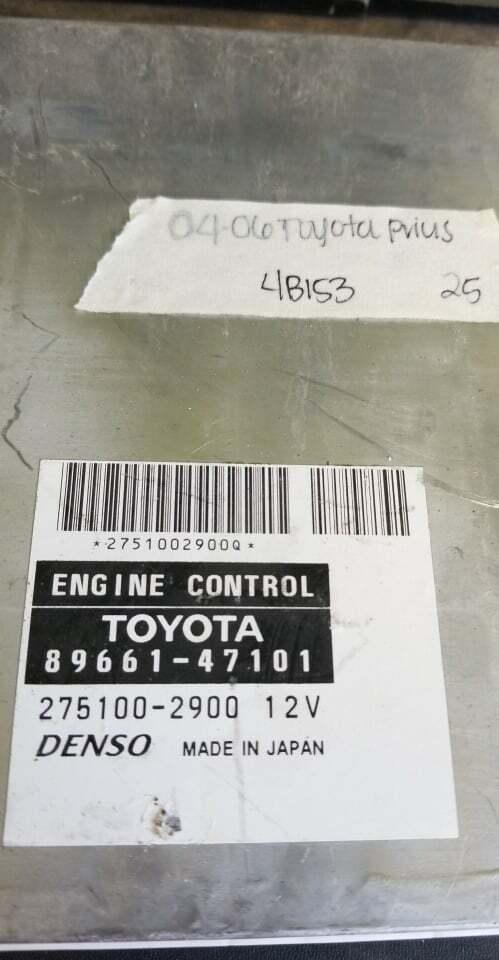 04-06 Toyota Prius
4B153 25
*2751002900Q*
ENGINE CONTROL
TOYOTA
89661-47101
275100-2900 12V
DENSO MADE IN JAPAN